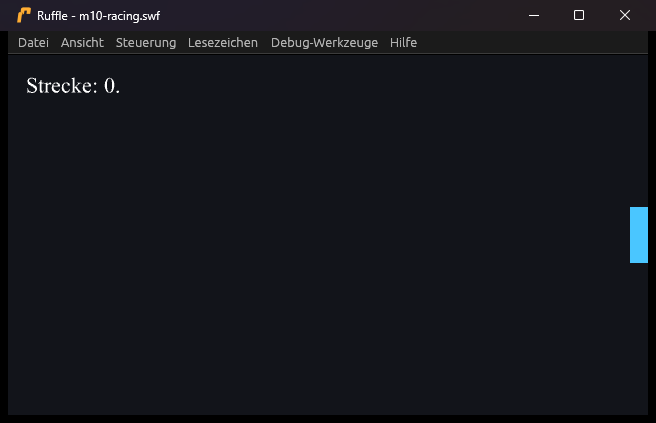 Ruffle - m10-racing.swf
Datei Ansicht Steuerung Lesezeichen Debug-Werkzeuge Hilfe
Strecke: 0.